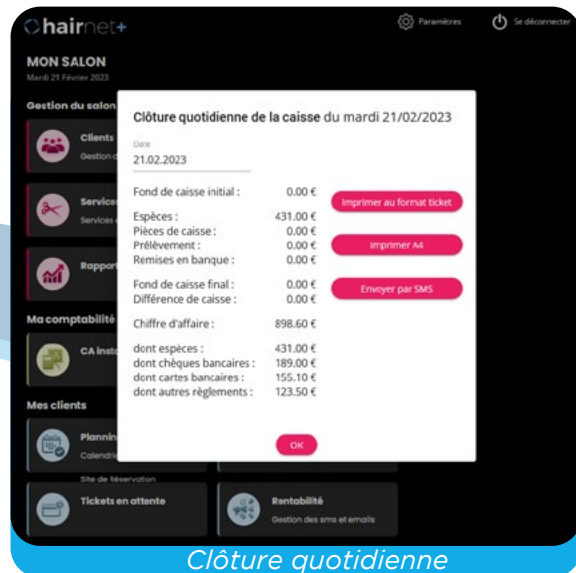 hairnet+
Paramètres
Se déconnecter
MON SALON
Mardi 21 Février 2023
Gestion du salon
Clients
Gestion d
Services
Services e
Rapport
Ma comptabilité
CA Insta
Mes clients
Planning
Calendrie
Site de Réservation
Tickets en attente
Rentabilité
Gestion des sms et emails
Clôture quotidienne de la caisse du mardi 21/02/2023
Date
21.02.2023
Fond de caisse initial : 0.00 €
Espèces : 431.00 €
Pièces de caisse : 0.00 €
Prélèvement : 0.00 €
Remises en banque : 0.00 €
Fond de caisse final : 0.00 €
Différence de caisse : 0.00 €
Chiffre d'affaire : 898.60 €
dont espèces : 431.00 €
dont chèques bancaires : 189.00 €
dont cartes bancaires : 155.10 €
dont autres règlements : 123.50 €
Imprimer au format ticket
Imprimer A4
Envoyer par SMS
OK
Clôture quotidienne